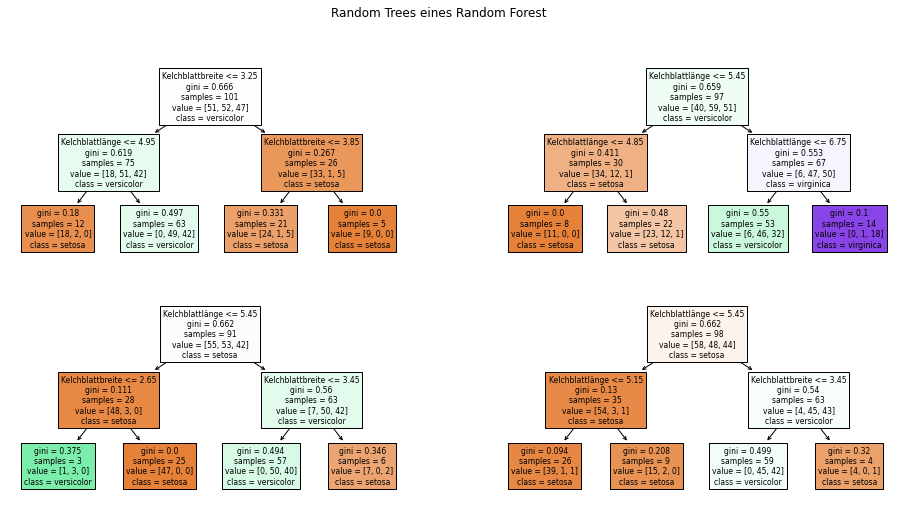 Random Trees eines Random Forest
Kelchblattbreite <= 3.25
gini = 0.666
samples = 101
value = [51, 52, 47]
class = versicolor
Kelchblattlänge <= 4.95
gini = 0.619
samples = 75
value = [18, 51, 42]
class = versicolor
Kelchblattbreite <= 3.85
gini = 0.267
samples = 26
value = [33, 1, 5]
class = setosa
gini = 0.18
samples = 12
value = [18, 2, 0]
class = setosa
gini = 0.497
samples = 63
value = [0, 49, 42]
class = versicolor
gini = 0.331
samples = 21
value = [24, 1, 5]
class = setosa
gini = 0.0
samples = 5
value = [9, 0, 0]
class = setosa
Kelchblattlänge <= 5.45
gini = 0.659
samples = 97
value = [40, 59, 51]
class = versicolor
Kelchblattlänge <= 4.85
gini = 0.411
samples = 30
value = [34, 12, 1]
class = setosa
Kelchblattlänge <= 6.75
gini = 0.553
samples = 67
value = [6, 47, 50]
class = virginica
gini = 0.0
samples = 8
value = [11, 0, 0]
class = setosa
gini = 0.48
samples = 22
value = [23, 12, 1]
class = setosa
gini = 0.55
samples = 53
value = [6, 46, 32]
class = versicolor
gini = 0.1
samples = 14
value = [0, 1, 18]
class = virginica
Kelchblattlänge <= 5.45
gini = 0.662
samples = 91
value = [55, 53, 42]
class = setosa
Kelchblattbreite <= 2.65
gini = 0.111
samples = 28
value = [48, 3, 0]
class = setosa
Kelchblattbreite <= 3.45
gini = 0.56
samples = 63
value = [7, 50, 42]
class = versicolor
gini = 0.375
samples = 3
value = [1, 3, 0]
class = versicolor
gini = 0.0
samples = 25
value = [47, 0, 0]
class = setosa
gini = 0.494
samples = 57
value = [0, 50, 40]
class = versicolor
gini = 0.346
samples = 6
value = [7, 0, 2]
class = setosa
Kelchblattlänge <= 5.45
gini = 0.662
samples = 98
value = [58, 48, 44]
class = setosa
Kelchblattlänge <= 5.15
gini = 0.13
samples = 35
value = [54, 3, 1]
class = setosa
Kelchblattbreite <= 3.45
gini = 0.54
samples = 63
value = [4, 45, 43]
class = versicolor
gini = 0.094
samples = 26
value = [39, 1, 1]
class = setosa
gini = 0.208
samples = 9
value = [15, 2, 0]
class = setosa
gini = 0.499
samples = 59
value = [0, 45, 42]
class = versicolor
gini = 0.32
samples = 4
value = [4, 0, 1]
class = setosa